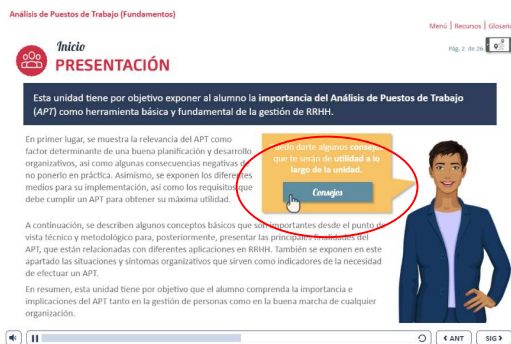 Análisis de Puestos de Trabajo (Fundamentos)
Menú | Recursos | Glosario
Pág. 2 de 26
Inicio
PRESENTACIÓN
Esta unidad tiene por objetivo exponer al alumno la importancia del Análisis de Puestos de Trabajo
(APT) como herramienta básica y fundamental de la gestión de RRHH.
En primer lugar, se muestra la relevancia del APT como
factor determinante de una buena planificación y desarrollo
organizativos, así como algunas consecuencias negativas de
no ponerlo en práctica. Asimismo, se exponen los diferentes
medios para su implementación, así como los requisitos que
debe cumplir un APT para obtener su máxima utilidad.
darte algunos consejos
que te serán de utilidad a lo
largo de la unidad.
Consejos
A continuación, se describen algunos conceptos básicos que son importantes desde el punto de
vista técnico y metodológico para, posteriormente, presentar las principales finalidades del
APT, que están relacionadas con diferentes aplicaciones en RRHH. También se exponen en este
apartado las situaciones y síntomas organizativos que sirven como indicadores de la necesidad
de efectuar un APT.
En resumen, esta unidad tiene por objetivo que el alumno comprenda la importancia e
implicaciones del APT tanto en la gestión de personas como en la buena marcha de cualquier
organización.
ANT
SIG